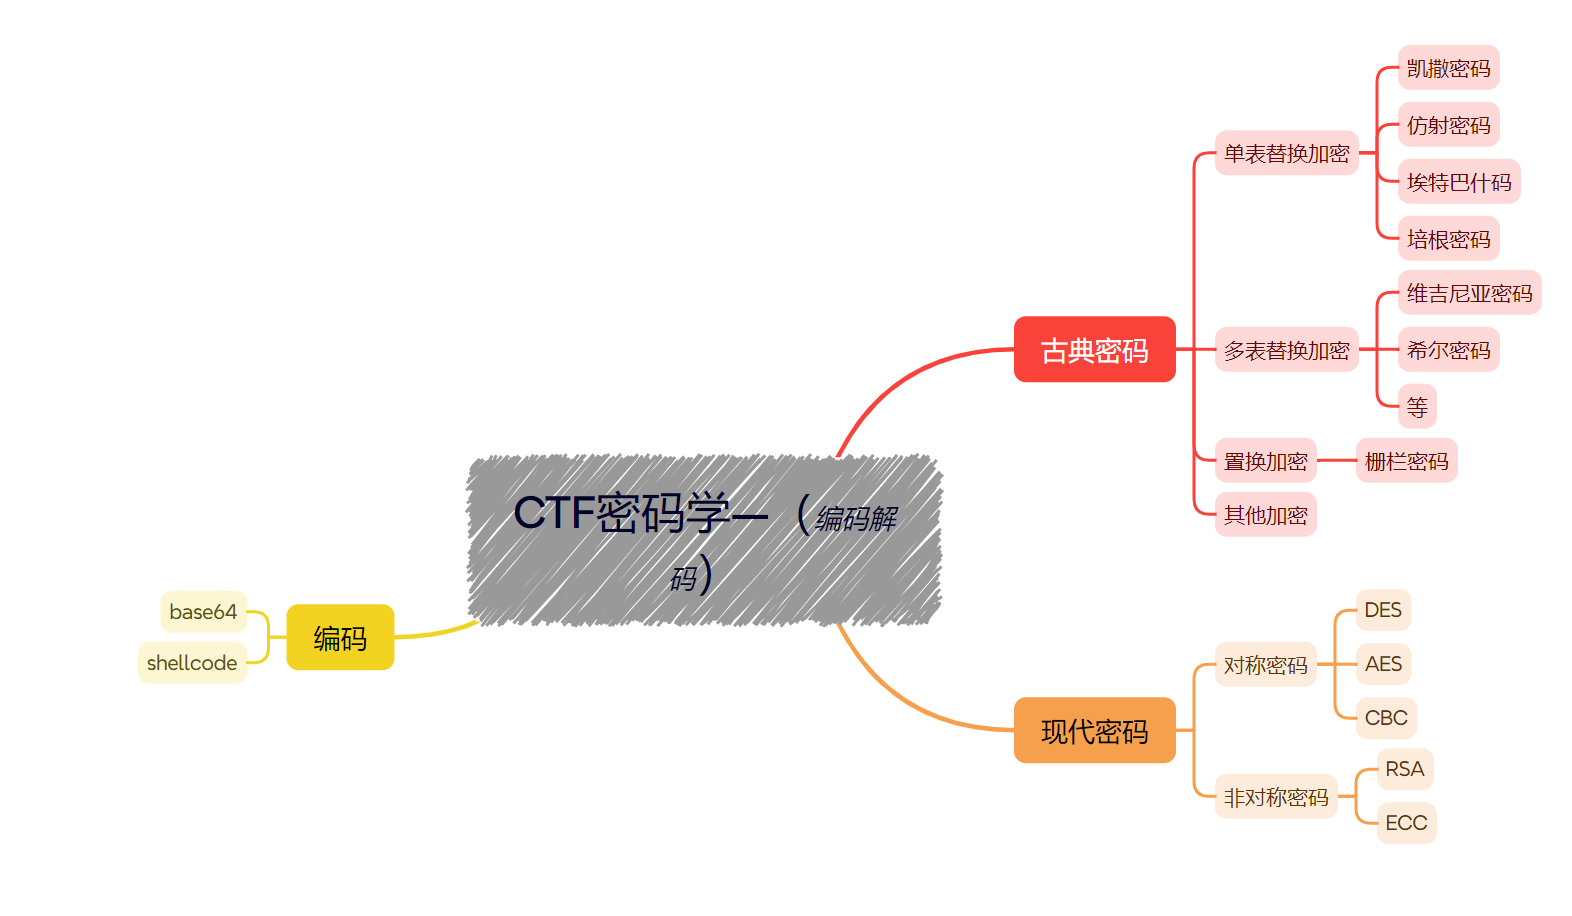 凯撒密码
仿射密码
单表替换加密
埃特巴什码
培根密码
维吉尼亚密码
古典密码
多表替换加密
希尔密码
等
置换加密
栅栏密码
其他加密
CTF密码学一（编码解
码）
base64
编码
shellcode
DES
对称密码
AES
CBC
现代密码
RSA
非对称密码
ECC